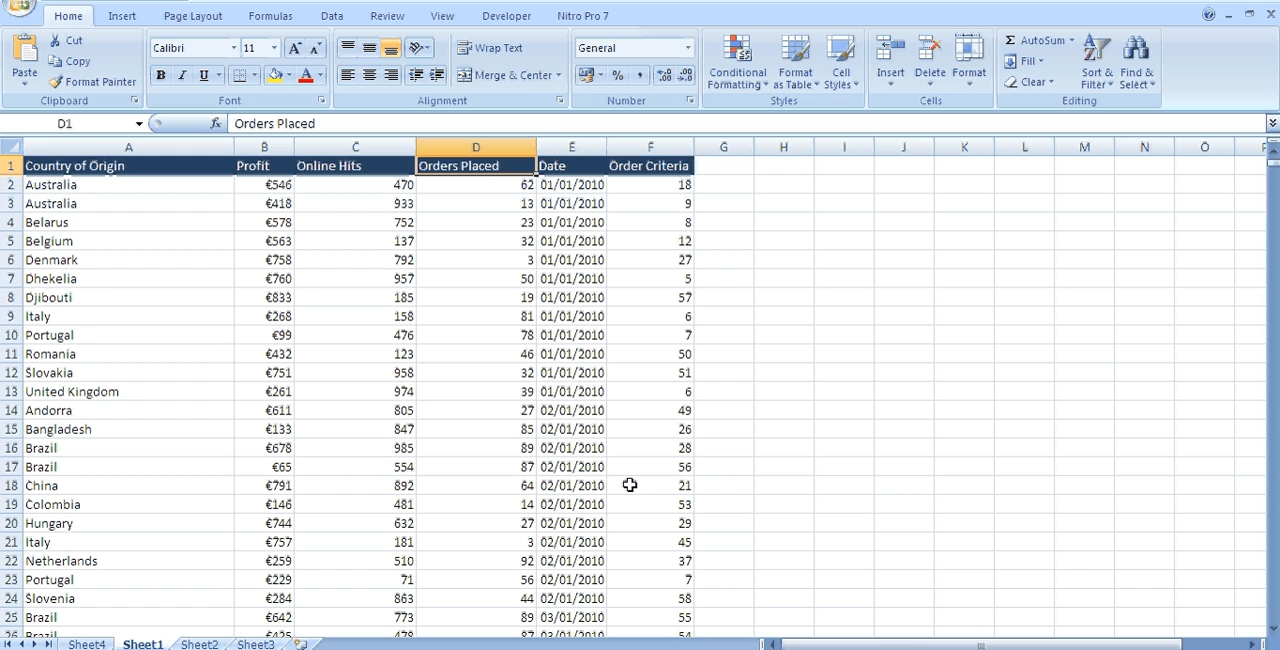 Home Insert Page Layout Formulas Data Review View Developer Nitro Pro 7
Cut
Copy
Format Painter
Paste
Clipboard
Calibri 11
B I U
Font
Wrap Text
Merge & Center
Alignment
General
Number
Conditional Formatting
Format as Table
Cell Styles
Styles
Insert Delete Format
Cells
AutoSum
Fill
Clear
Sort & Filter
Find & Select
Editing
D1 fx Orders Placed
A B C D E F G H I J K L M N O
1 Country of Origin Profit Online Hits Orders Placed Date Order Criteria
2 Australia €546 470 62 01/01/2010 18
3 Australia €418 933 13 01/01/2010 9
4 Belarus €578 752 23 01/01/2010 8
5 Belgium €563 137 32 01/01/2010 12
6 Denmark €758 792 3 01/01/2010 27
7 Dhekelia €760 957 50 01/01/2010 5
8 Djibouti €833 185 19 01/01/2010 57
9 Italy €268 158 81 01/01/2010 6
10 Portugal €99 476 78 01/01/2010 7
11 Romania €432 123 46 01/01/2010 50
12 Slovakia €751 958 32 01/01/2010 51
13 United Kingdom €261 974 39 01/01/2010 6
14 Andorra €611 805 27 02/01/2010 49
15 Bangladesh €133 847 85 02/01/2010 26
16 Brazil €678 985 89 02/01/2010 28
17 Brazil €65 554 87 02/01/2010 56
18 China €791 892 64 02/01/2010 21
19 Colombia €146 481 14 02/01/2010 53
20 Hungary €744 632 27 02/01/2010 29
21 Italy €757 181 3 02/01/2010 45
22 Netherlands €259 510 92 02/01/2010 37
23 Portugal €229 71 56 02/01/2010 7
24 Slovenia €284 863 44 02/01/2010 58
25 Brazil €642 773 89 03/01/2010 55
26 Brazil €425 478 03/01/2010 54
Sheet4 Sheet1 Sheet2 Sheet3